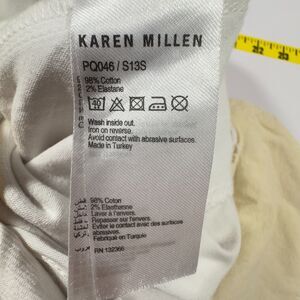 KAREN MILLEN
PQ046 / S13S
98% Cotton
2% Elastane
40
Wash inside out.
Iron on reverse.
Avoid contact with abrasive surfaces.
Made in Turkey
98% Coton
2% Elasthanne
Laver à l'envers.
Repasser sur l'envers.
Eviter le contact avec des surfaces abrasives.
Fabriqué en Turquie
RN 132366